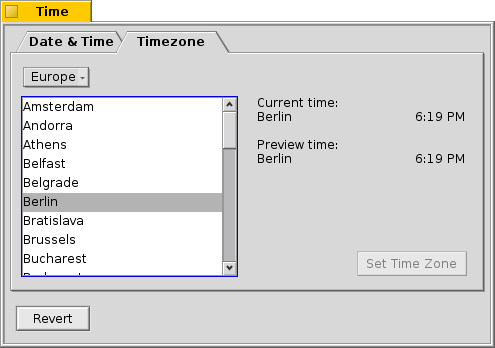 Time
Date & Time
Timezone
Europe
Amsterdam
Andorra
Athens
Belfast
Belgrade
Berlin
Bratislava
Brussels
Bucharest
Current time:
Berlin 6:19 PM
Preview time:
Berlin 6:19 PM
Set Time Zone
Revert